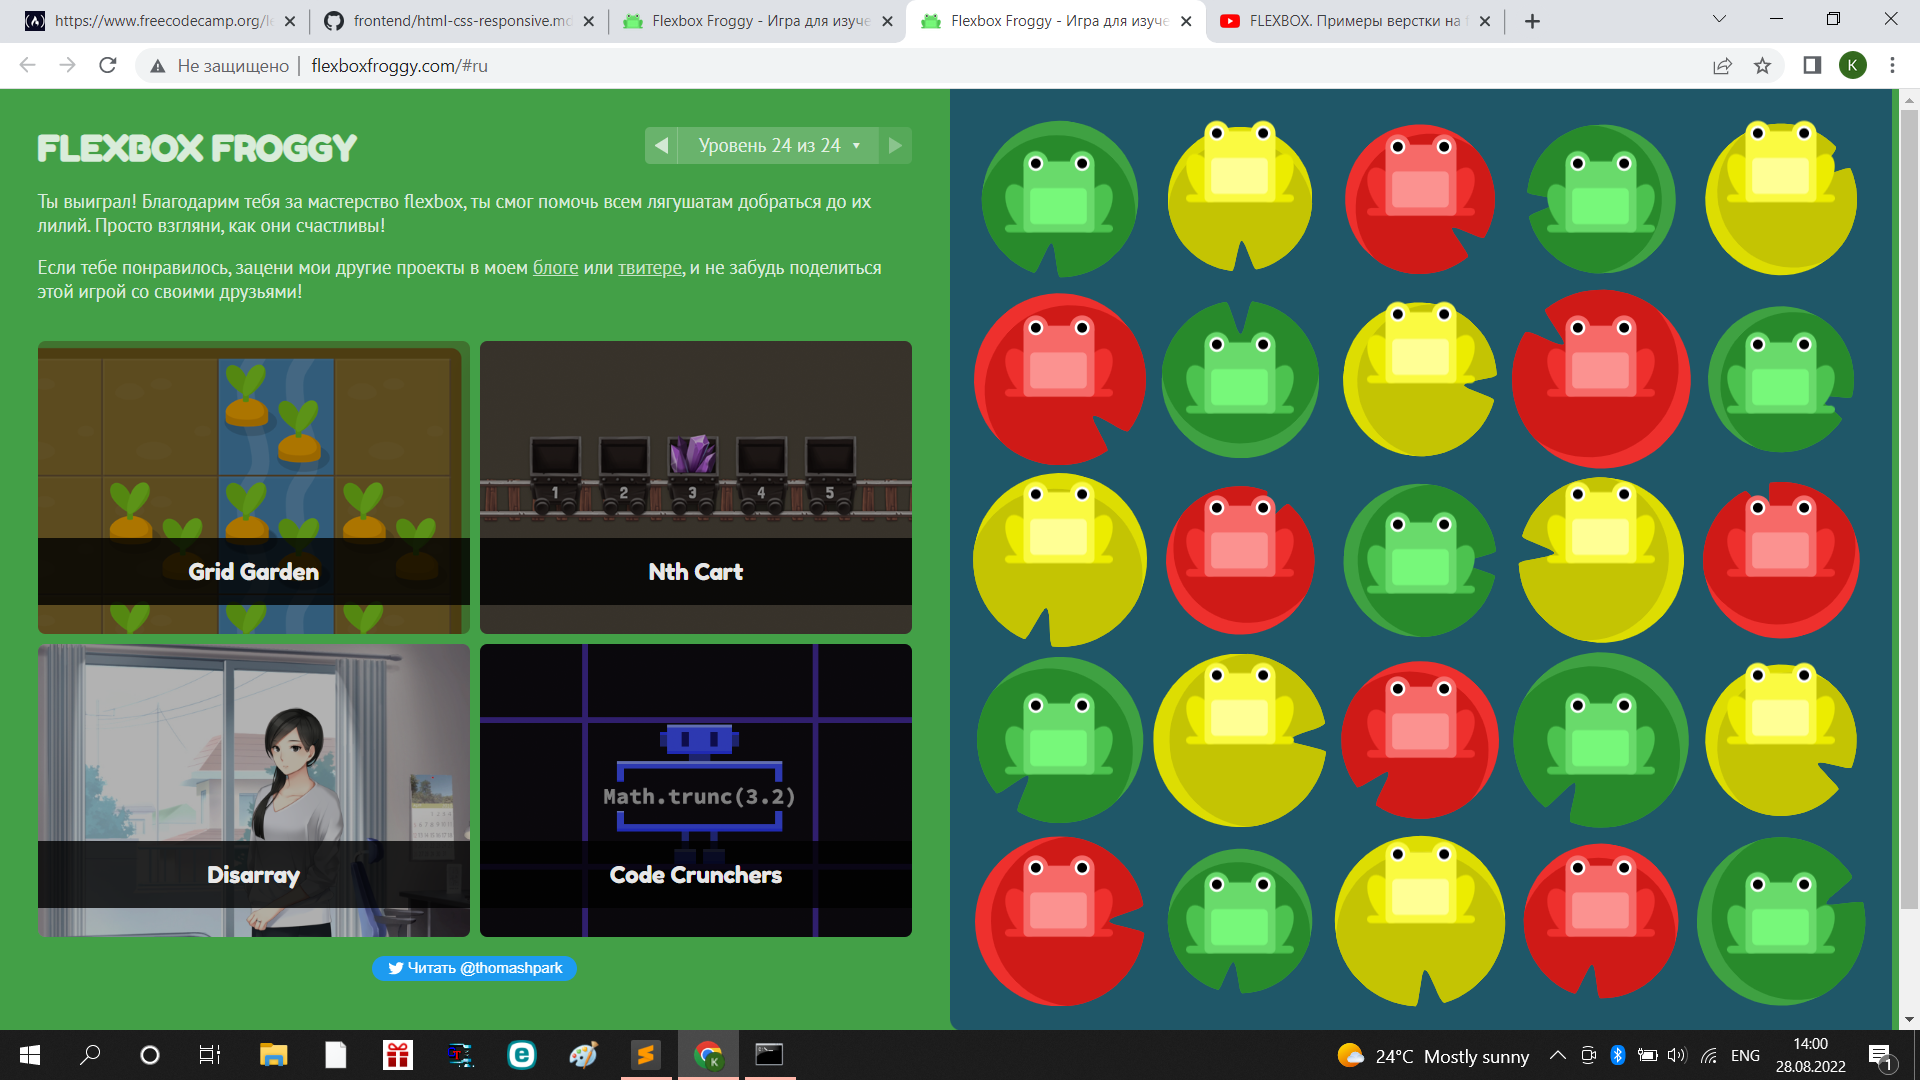 https://www.freecodecamp.org/le
frontend/html-css-responsive.md
Flexbox Froggy - Игра для изуче
Flexbox Froggy - Игра для изуче
FLEXBOX. Примеры верстки на f
Не защищено
flexboxfroggy.com/#ru
K
FLEXBOX FROGGY
Уровень 24 из 24
Ты выиграл! Благодарим тебя за мастерство flexbox, ты смог помочь всем лягушатам добраться до их
лилий. Просто взгляни, как они счастливы!
Если тебе понравилось, зацени мои другие проекты в моем блоге или твитере, и не забудь поделиться
этой игрой со своими друзьями!
1 2 3 4 5
Grid Garden
Nth Cart
Math.trunc(3.2)
Disarray
Code Crunchers
Читать @thomashpark
24°C Mostly sunny
ENG
14:00
28.08.2022
1